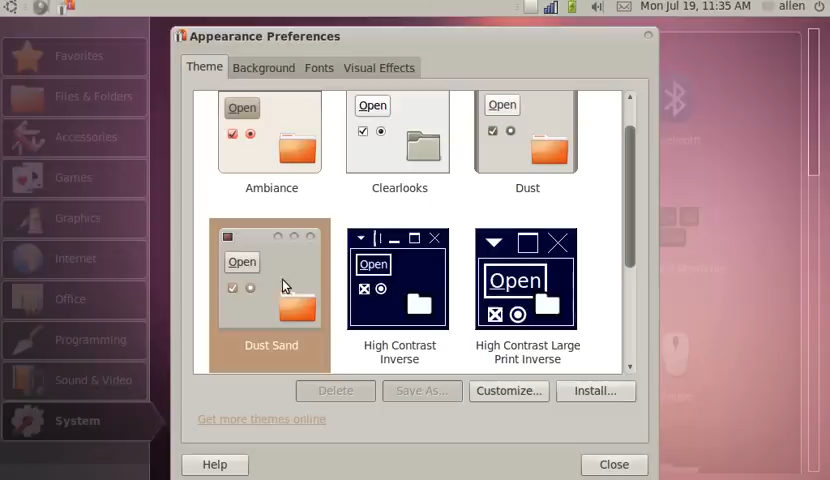 Mon Jul 19, 11:35 AM allen
Appearance Preferences
Theme Background Fonts Visual Effects
Favorites
Files & Folders
Accessories
Games
Graphics
Internet
Office
Programming
Sound & Video
System
Open
Open
Open
Ambiance
Clearlooks
Dust
Open
Open
Open
Dust Sand
High Contrast
Inverse
High Contrast Large
Print Inverse
Delete
Save As...
Customize...
Install...
Get more themes online
Help
Close